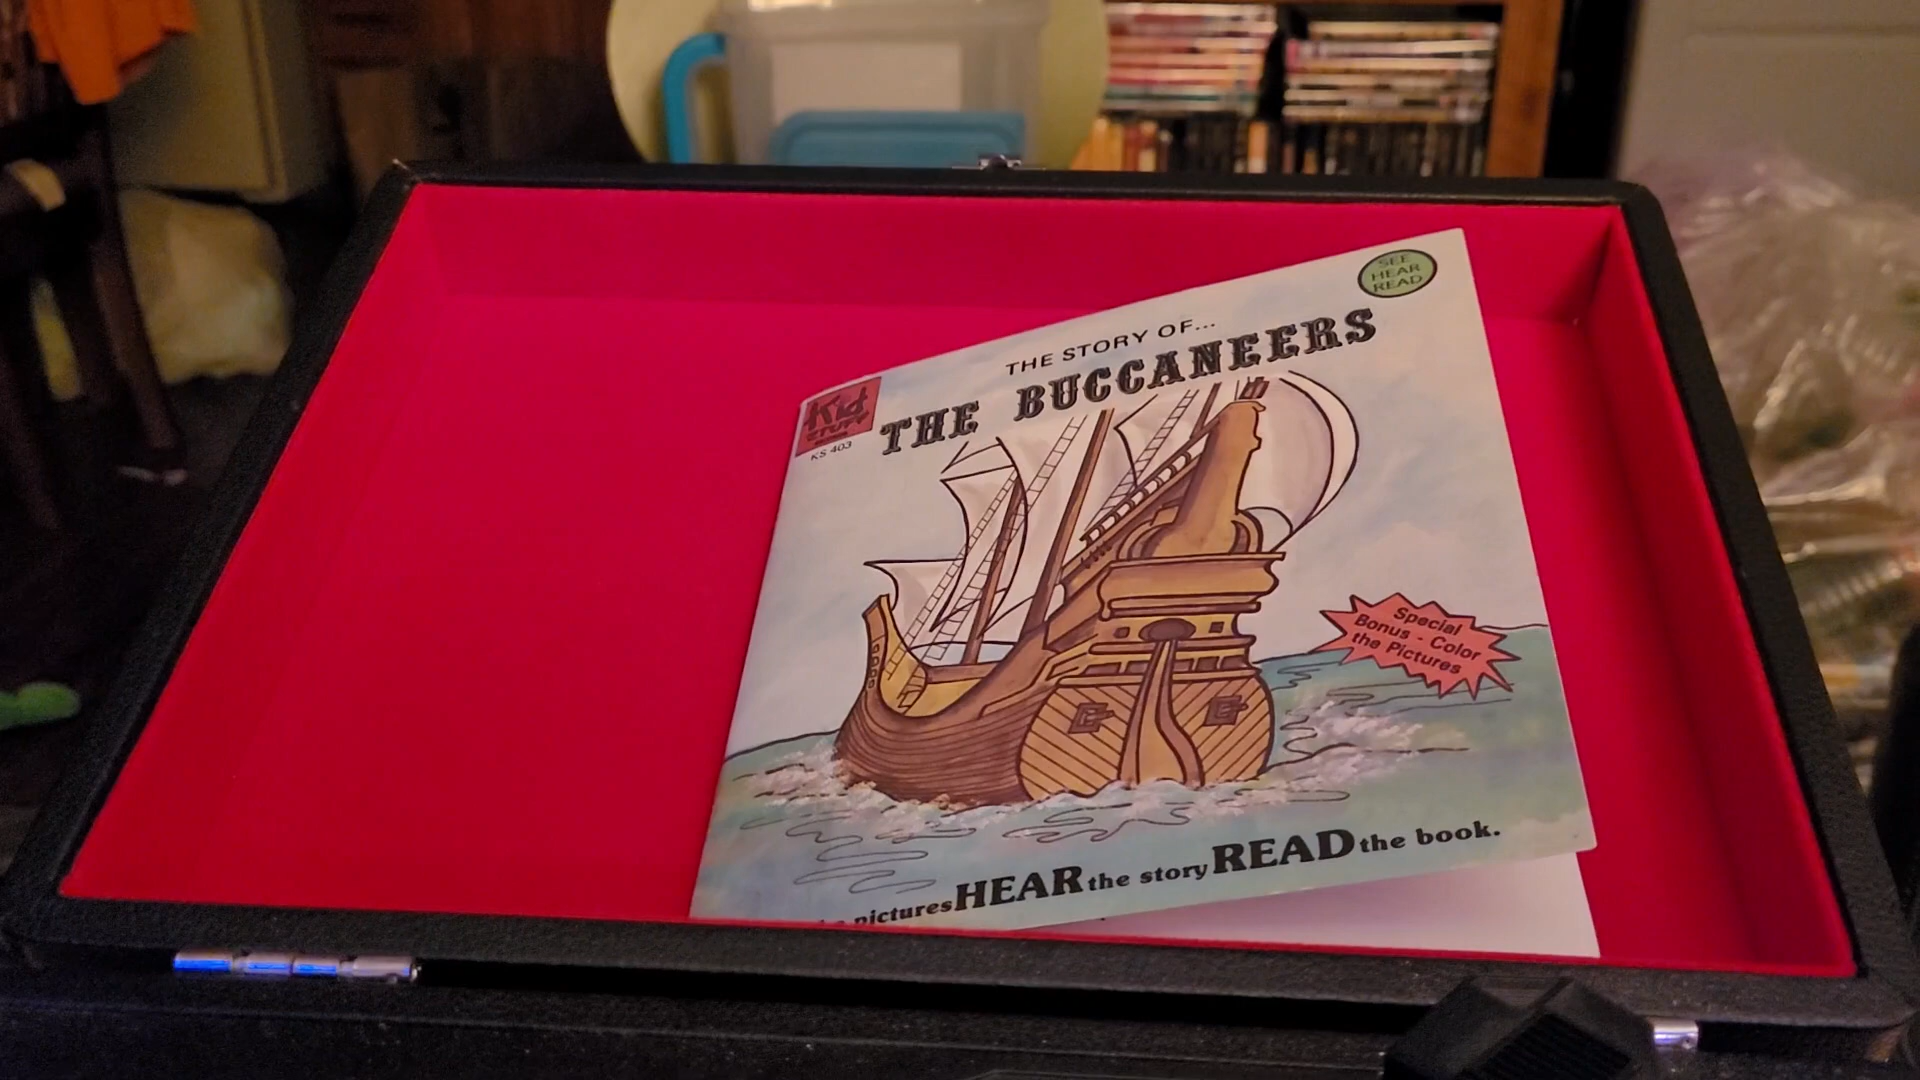 SEE
HEAR
READ
THE STORY OF...
THE BUCCANEERS
Kid
STUFF
KS 403
Special
Bonus - Color
the Pictures
pictures HEAR the story READ the book.